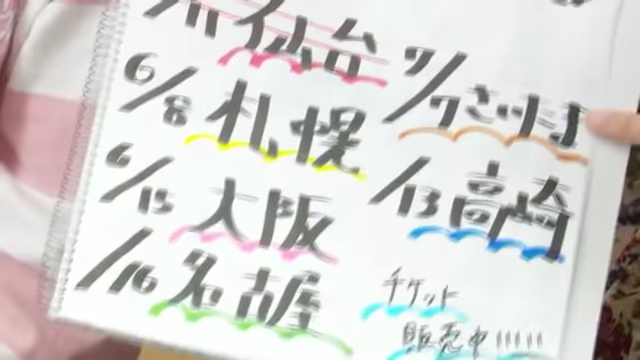 /11 仙台
6/8 札幌
6/15 大阪
/16 名古屋
7/7 さいたま
/13 高崎
チケット
販売中!!!!!